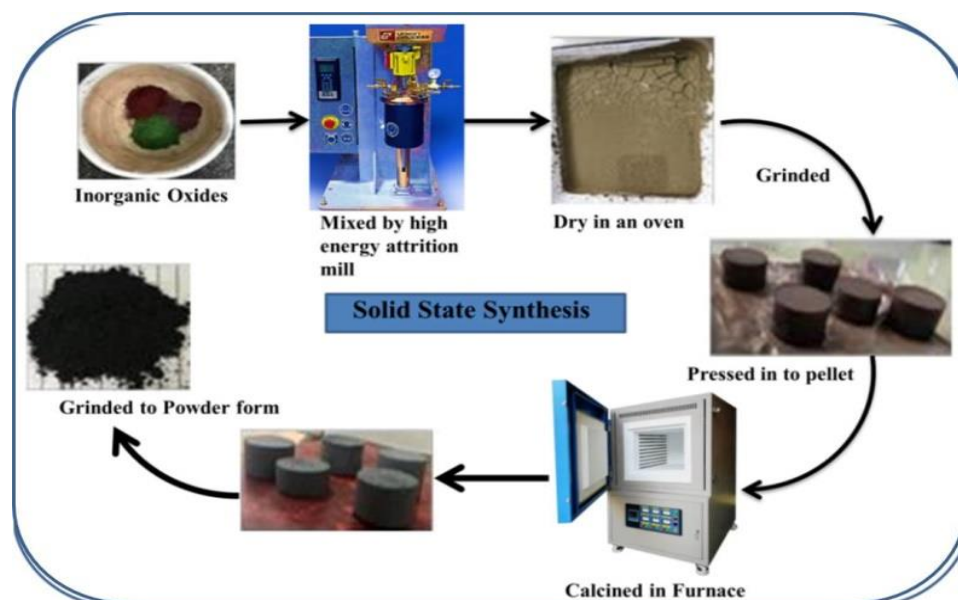 Inorganic Oxides
Mixed by high
energy attrition
mill
Dry in an oven
Grinded
Pressed in to pellet
Solid State Synthesis
Calcined in Furnace
Grinded to Powder form